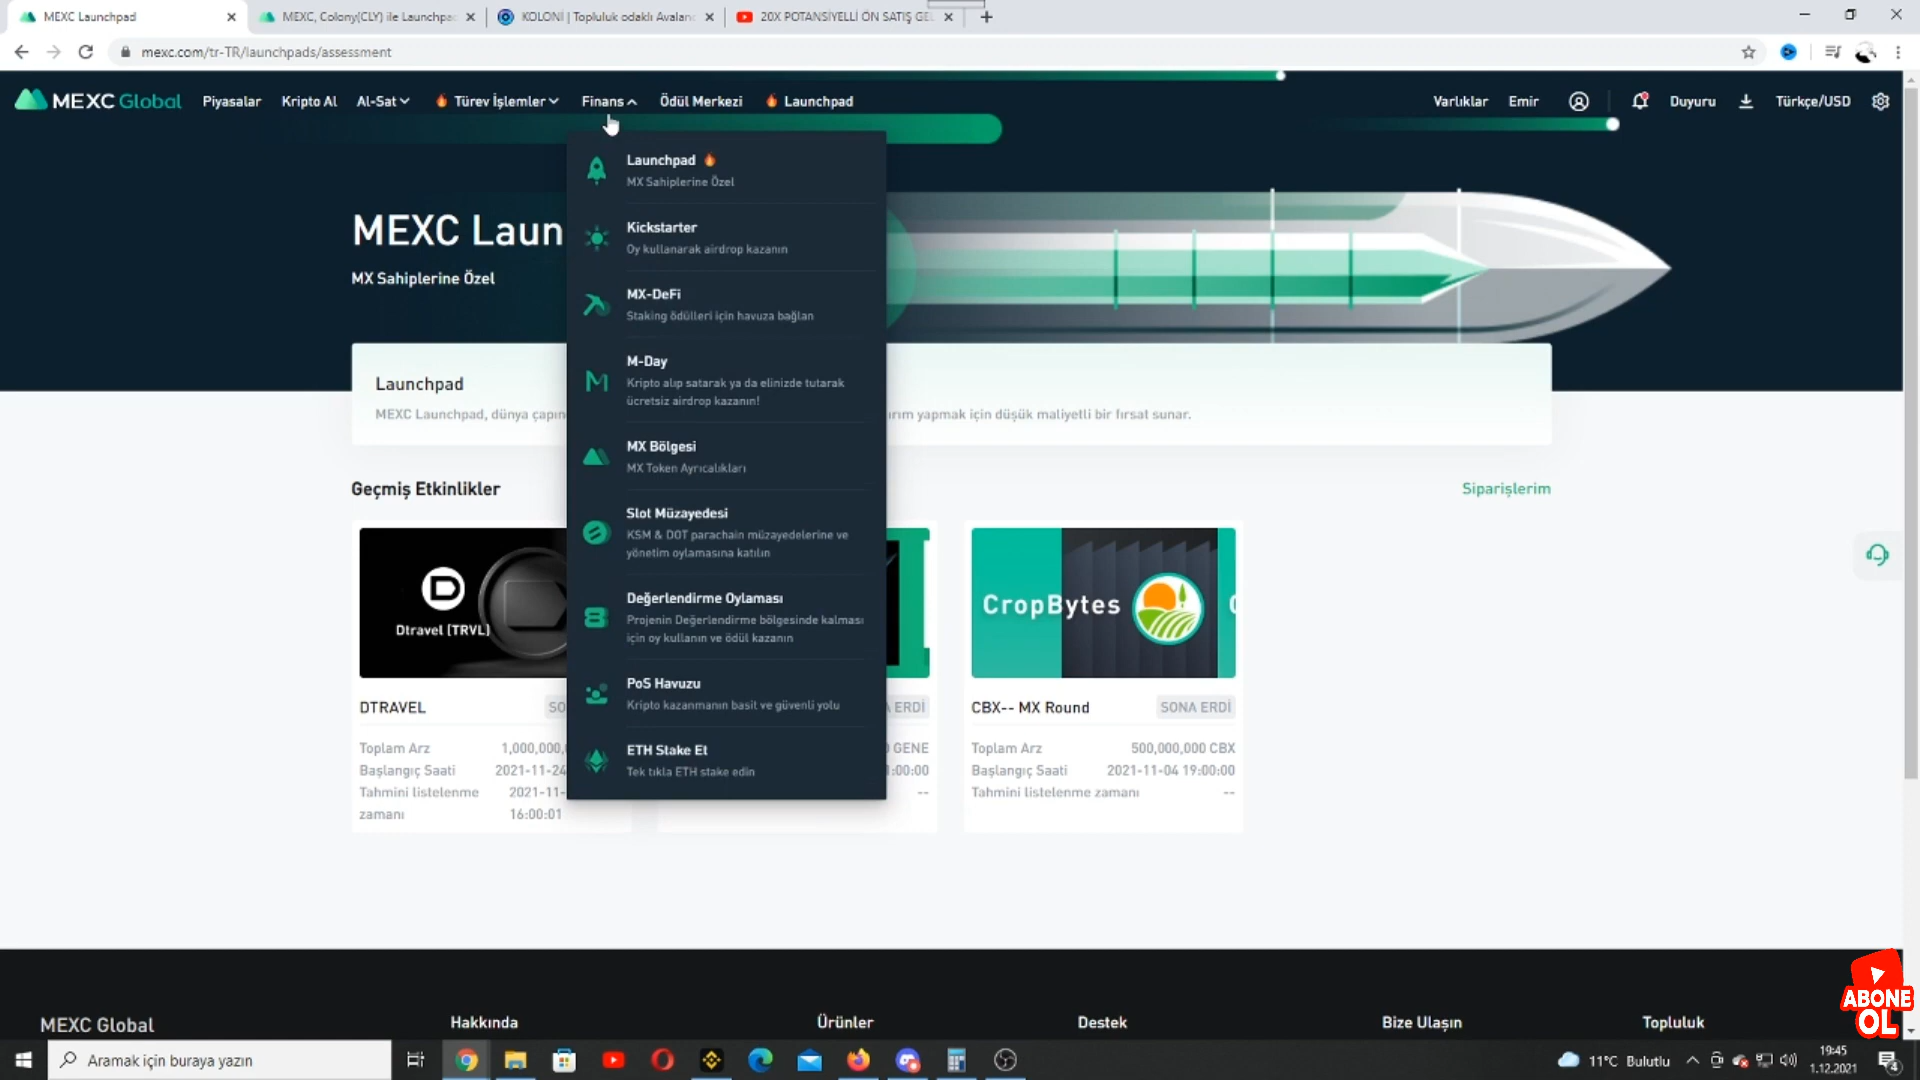 MEXC Launchpad
MEXC, Colony(CLY) ile Launchpa
KOLONİ | Topluluk odaklı Avalan
20X POTANSİYELLİ ÖN SATIŞ GE
mexc.com/tr-TR/launchpads/assessment
MEXC Global
Piyasalar
Kripto Al
Al-Sat
Türev İşlemler
Finans
Ödül Merkezi
Launchpad
Varlıklar
Emir
Duyuru
Türkçe/USD
Launchpad
MX Sahiplerine Özel
Kickstarter
Oy kullanarak airdrop kazanın
MX-DeFi
Staking ödülleri için havuza bağlan
M-Day
Kripto alıp satarak ya da elinizde tutarak
ücretsiz airdrop kazanın!
MX Bölgesi
MX Token Ayrıcalıkları
Slot Müzayedesi
KSM & DOT parachain müzayedelerine ve
yönetim oylamasına katılın
Değerlendirme Oylaması
Projenin Değerlendirme bölgesinde kalması
için oy kullanın ve ödül kazanın
PoS Havuzu
Kripto kazanmanın basit ve güvenli yolu
ETH Stake Et
Tek tıkla ETH stake edin
MEXC Laun
MX Sahiplerine Özel
Launchpad
MEXC Launchpad, dünya çapın
ırım yapmak için düşük maliyetli bir fırsat sunar.
Geçmiş Etkinlikler
Siparişlerim
Dtravel (TRVL)
DTRAVEL
SO
Toplam Arz 1,000,000,
Başlangıç Saati 2021-11-24
Tahmini listelenme 2021-11-
zamanı 16:00:01
ERDİ
GENE
:00:00
--
CropBytes
CBX-- MX Round
SONA ERDİ
Toplam Arz 500,000,000 CBX
Başlangıç Saati 2021-11-04 19:00:00
Tahmini listelenme zamanı --
MEXC Global
Hakkında
Ürünler
Destek
Bize Ulaşın
Topluluk
ABONE
OL
Aramak için buraya yazın
11°C Bulutlu
19:45
1.12.2021
4